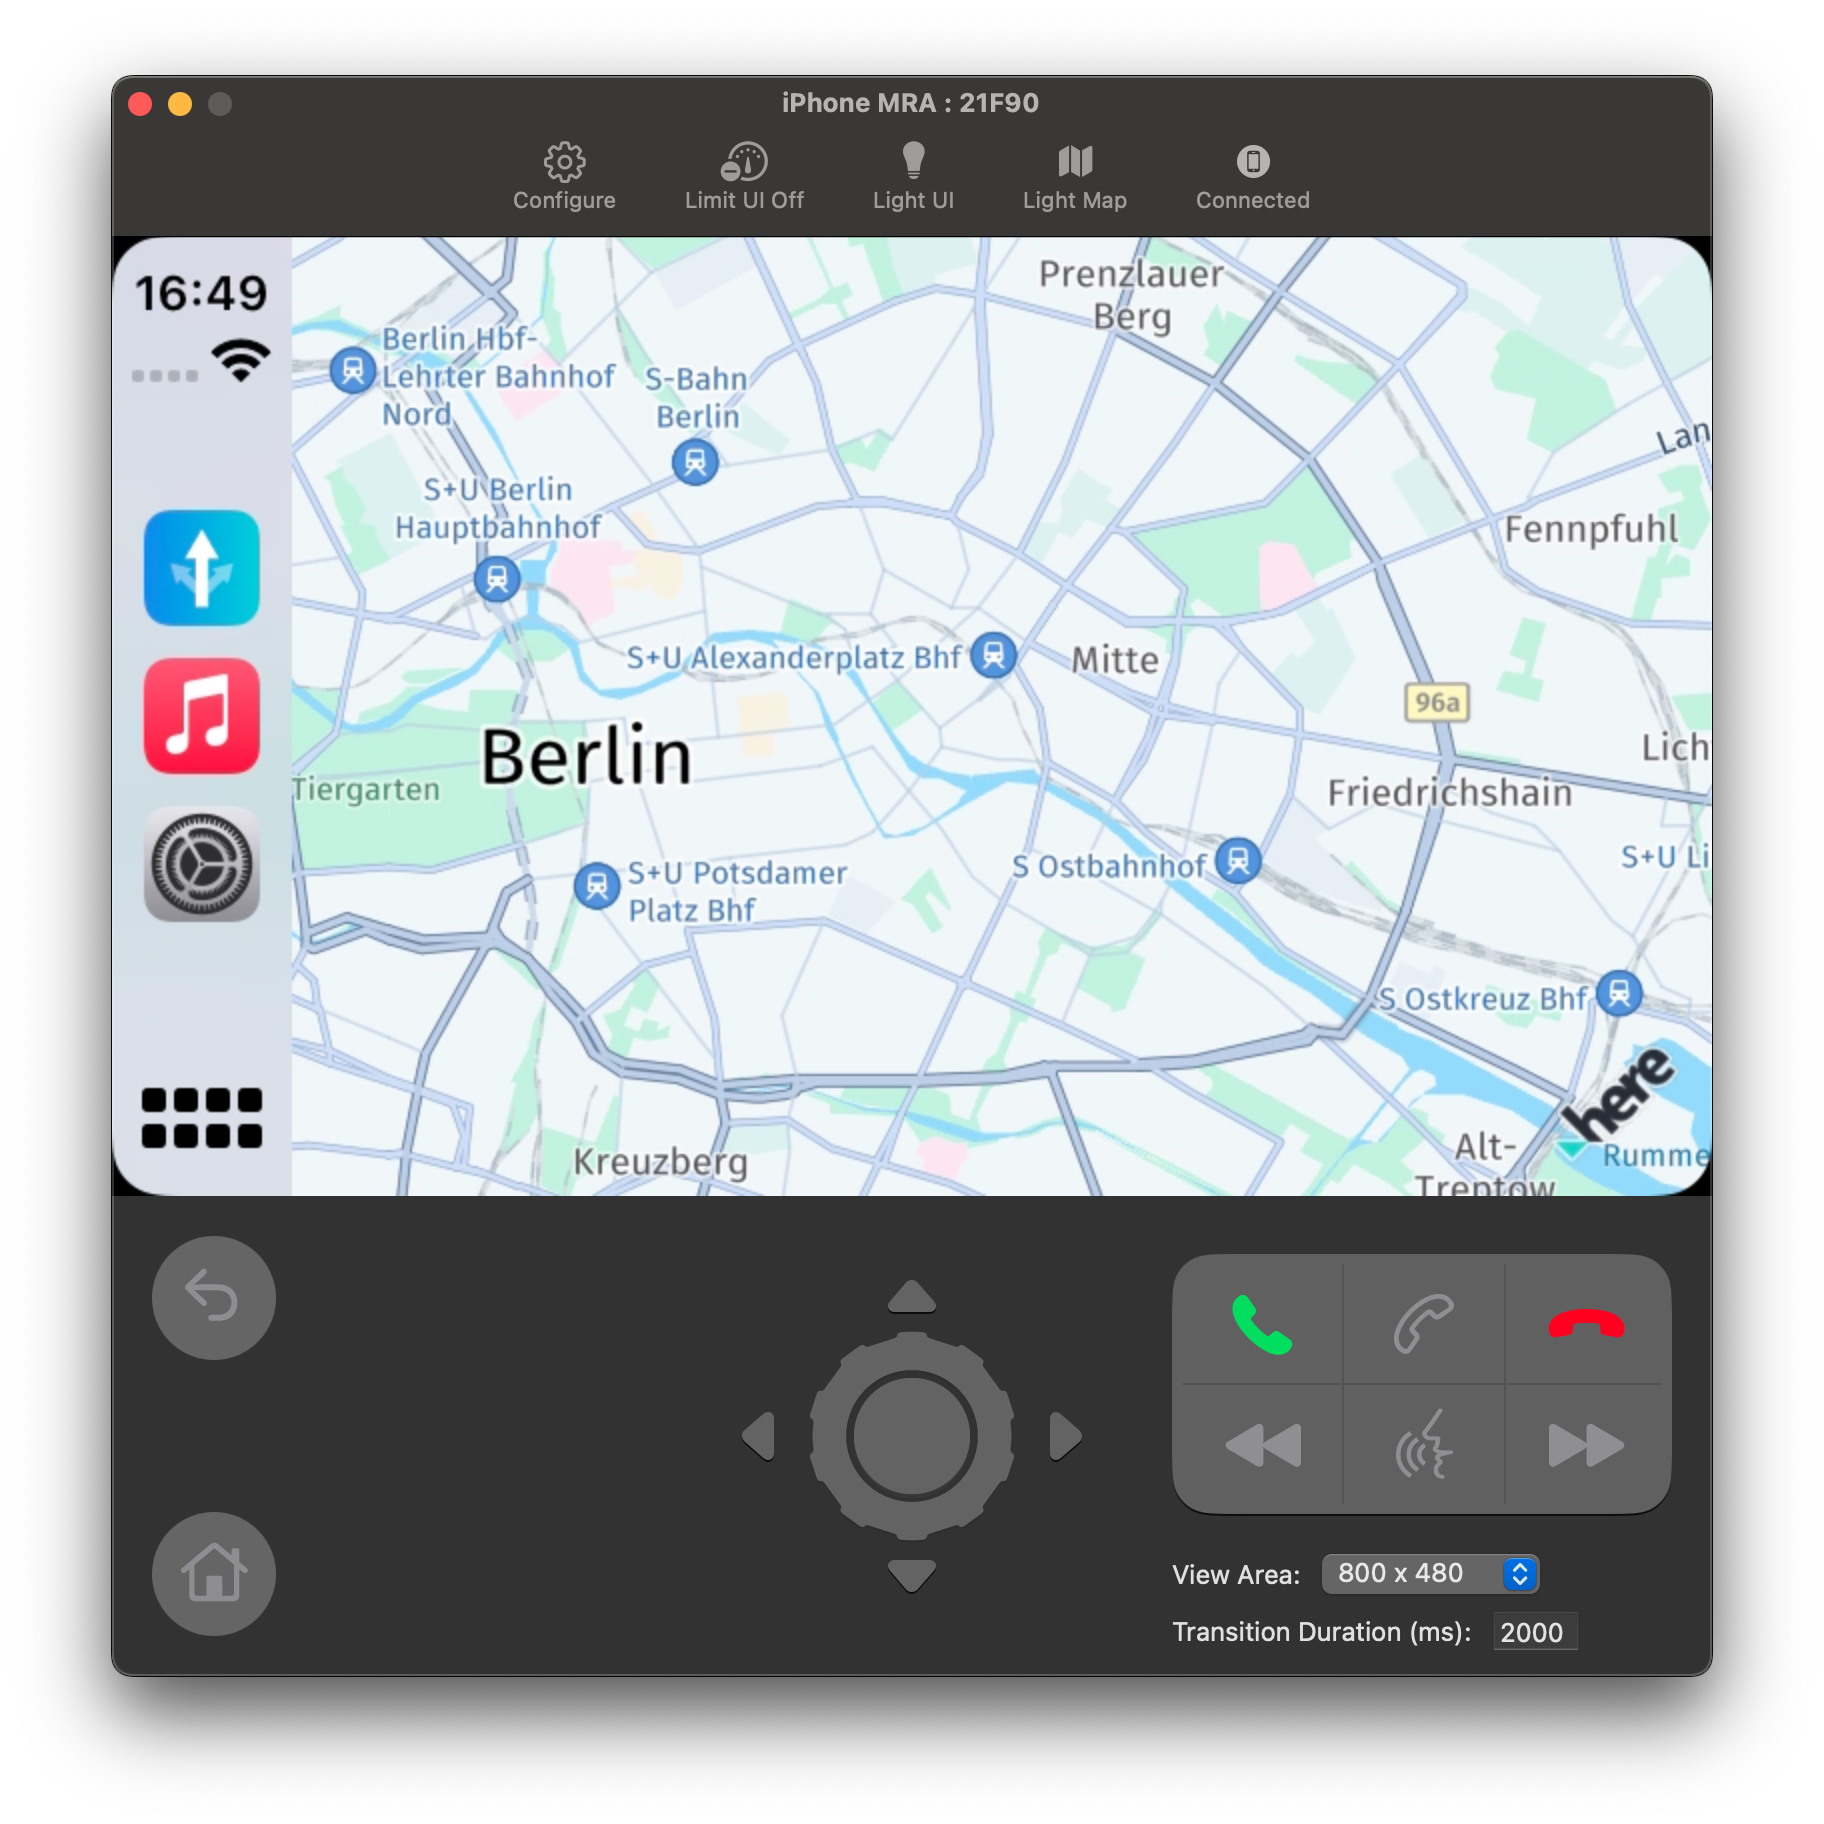 iPhone MRA : 21F90
Configure
Limit UI Off
Light UI
Light Map
Connected
16:49
Prenzlauer
Berg
Berlin Hbf-
Lehrter Bahnhof
Nord
S-Bahn
Berlin
Lan
S+U Berlin
Hauptbahnhof
Fennpfuhl
S+U Alexanderplatz Bhf
Mitte
96a
Berlin
Lich
Tiergarten
Friedrichshain
S+U Li
S+U Potsdamer
Platz Bhf
S Ostbahnhof
S Ostkreuz Bhf
here
Kreuzberg
Alt-
Treptow
Rumme
View Area:
800 x 480
Transition Duration (ms):
2000